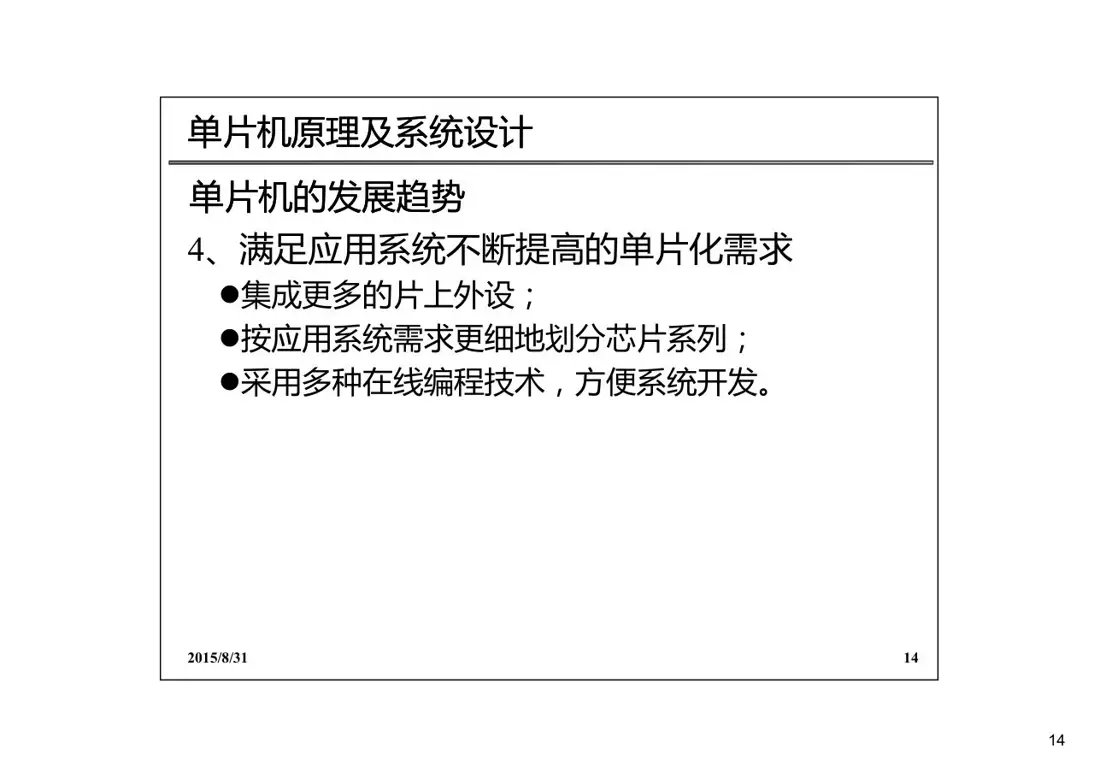 单片机原理及系统设计
单片机的发展趋势
4、满足应用系统不断提高的单片化需求
●集成更多的片上外设；
●按应用系统需求更细地划分芯片系列；
●采用多种在线编程技术，方便系统开发。
2015/8/31
14
14